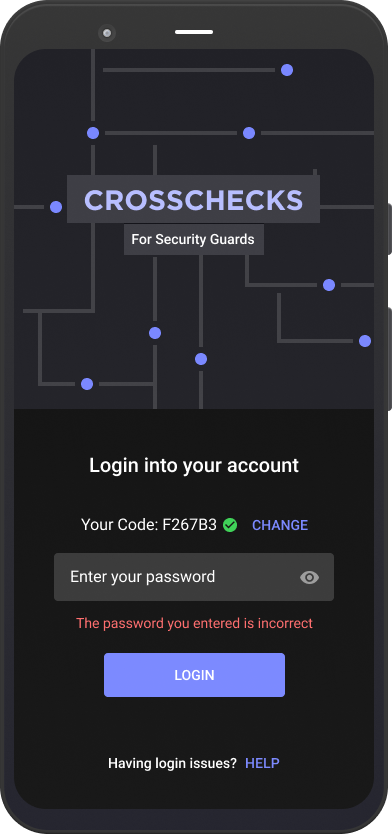 CROSSCHECKS
For Security Guards
Login into your account
Your Code: F267B3 CHANGE
Enter your password
The password you entered is incorrect
LOGIN
Having login issues? HELP